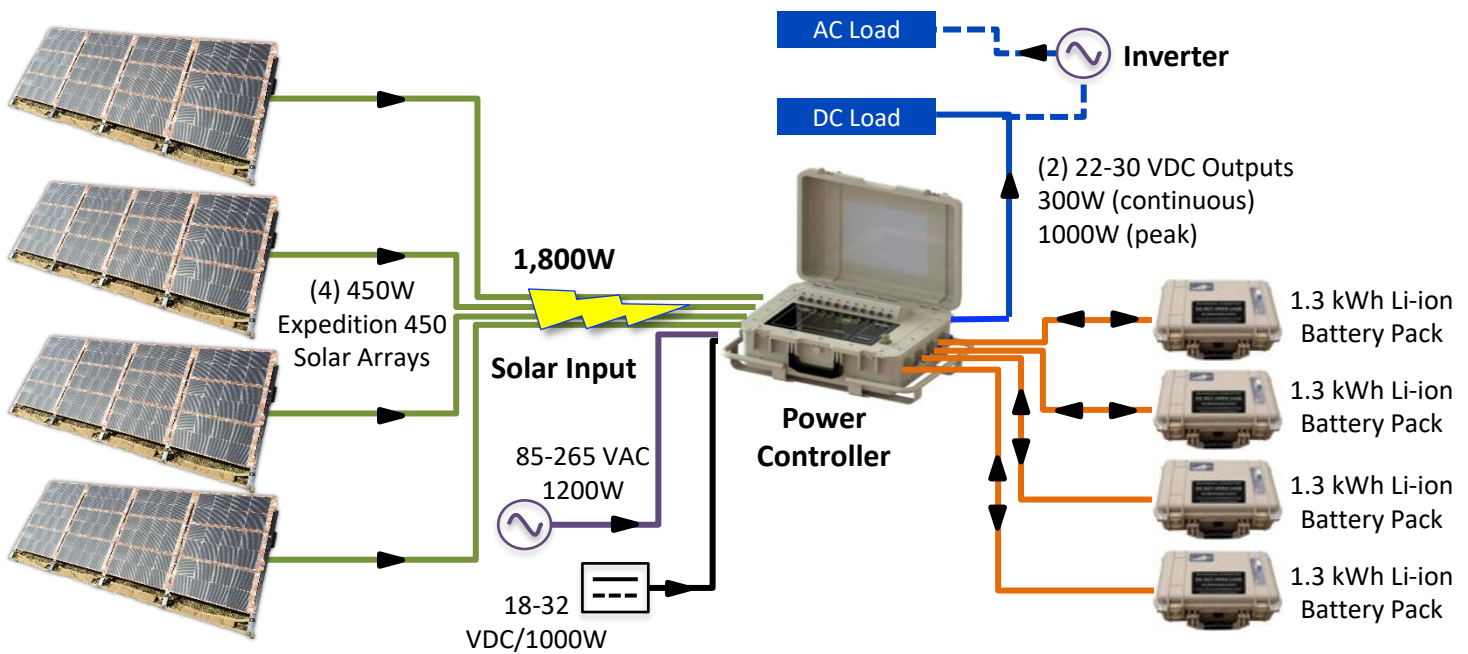 AC Load
Inverter
DC Load
(2) 22-30 VDC Outputs
300W (continuous)
1000W (peak)
1,800W
(4) 450W
Expedition 450
Solar Arrays
Solar Input
Power
Controller
85-265 VAC
1200W
18-32
VDC/1000W
1.3 kWh Li-ion
Battery Pack
1.3 kWh Li-ion
Battery Pack
1.3 kWh Li-ion
Battery Pack
1.3 kWh Li-ion
Battery Pack